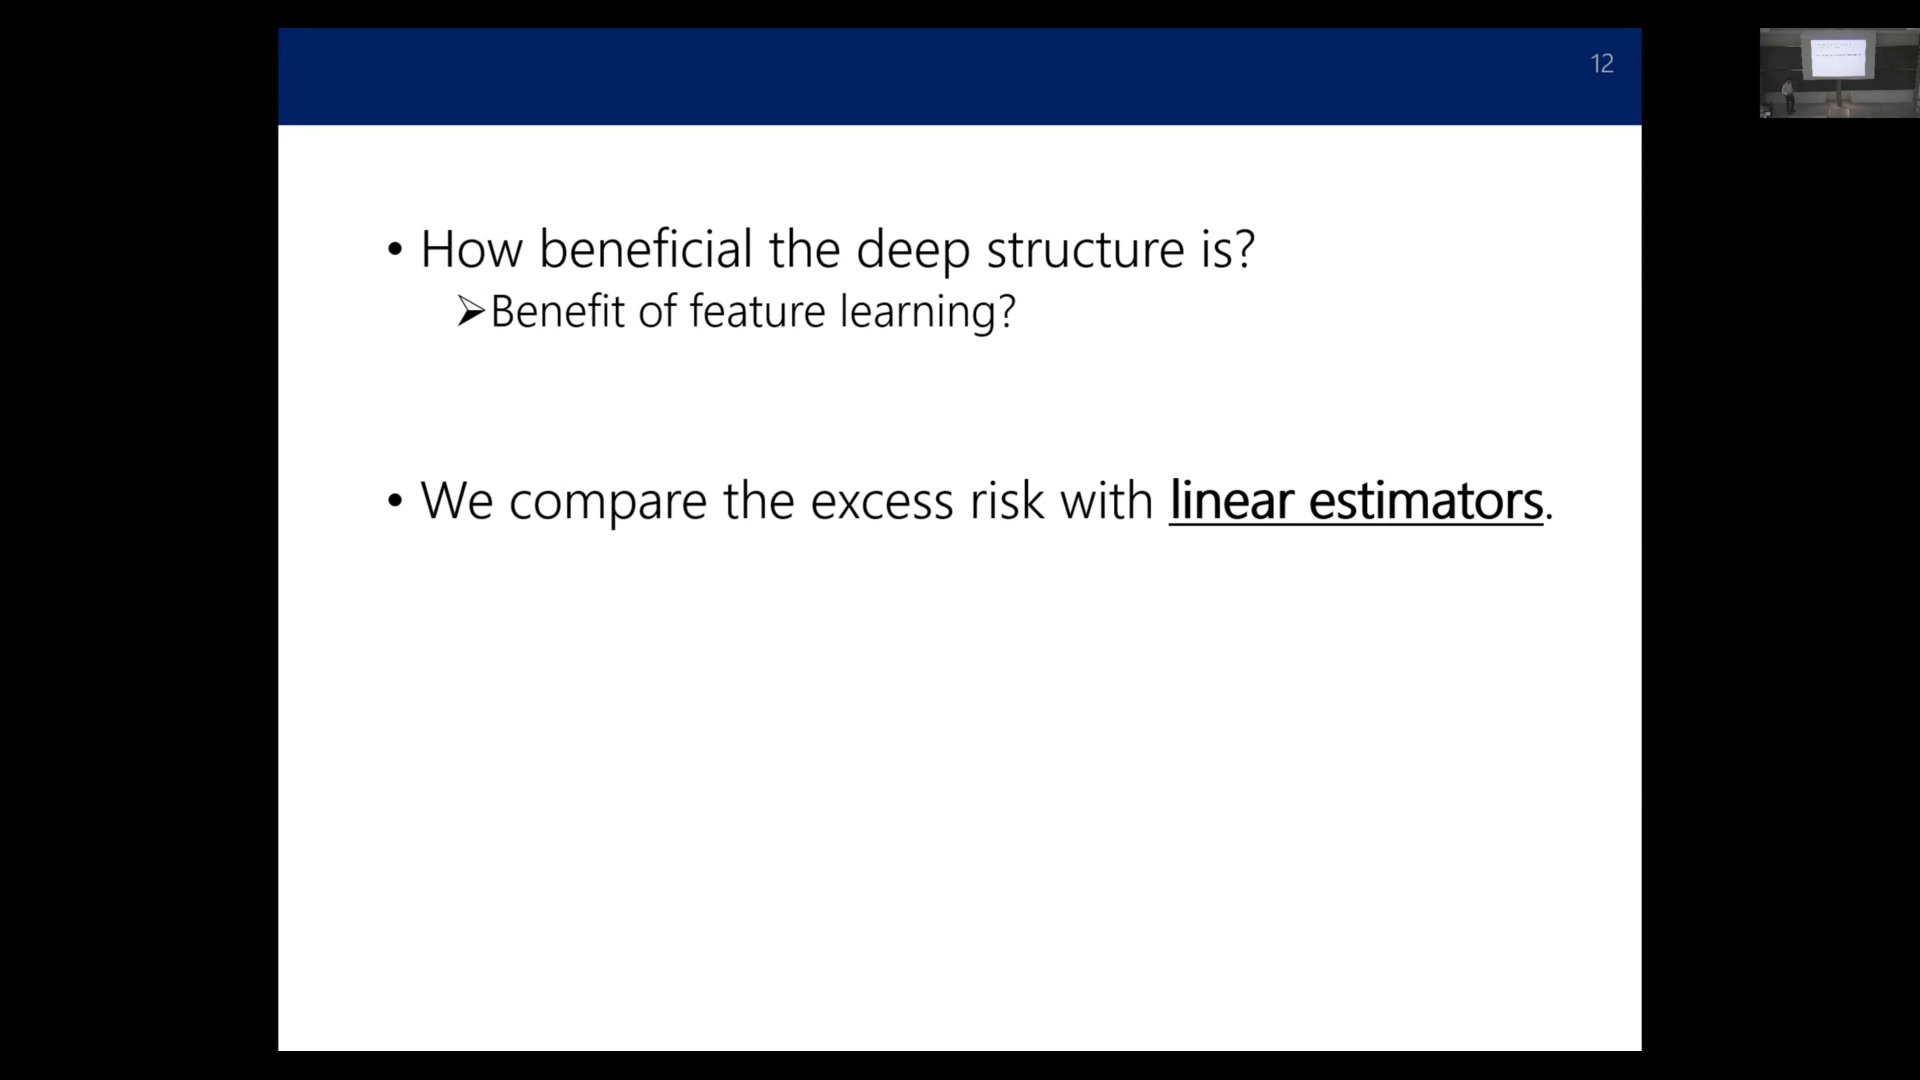 12
• How beneficial the deep structure is?
➢Benefit of feature learning?
• We compare the excess risk with linear estimators.